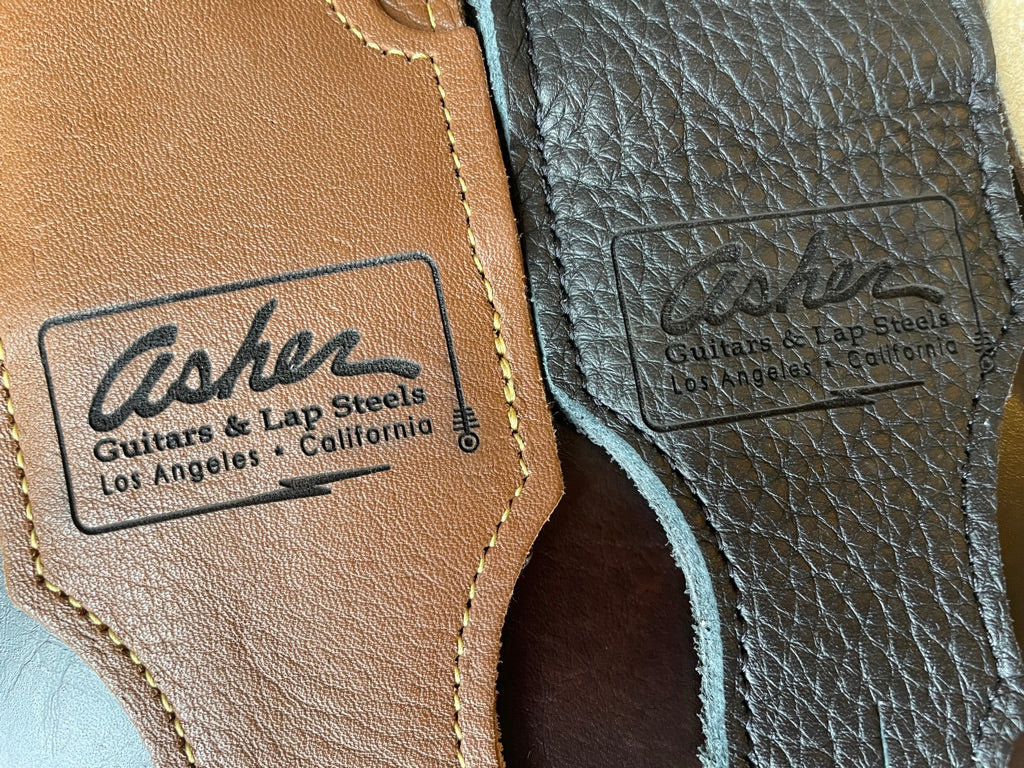 asher
Guitars & Lap Steels
Los Angeles • California
asher
Guitars & Lap Steels
Los Angeles • California